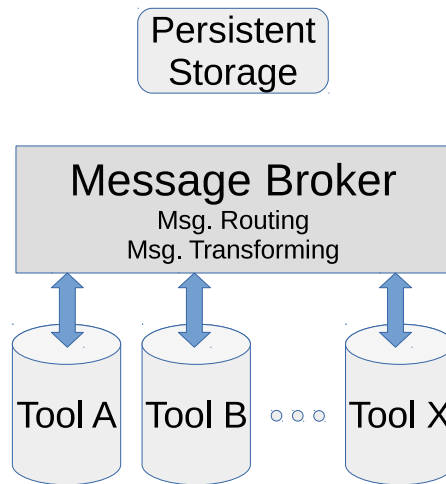 Persistent
Storage
Message Broker
Msg. Routing
Msg. Transforming
Tool A
Tool B
Tool X